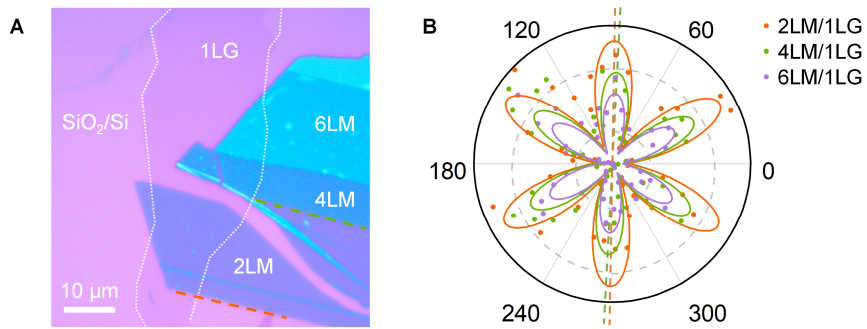 A
1LG
SiO₂/Si
6LM
4LM
2LM
10 μm
B
120
60
180
0
240
300
2LM/1LG
4LM/1LG
6LM/1LG